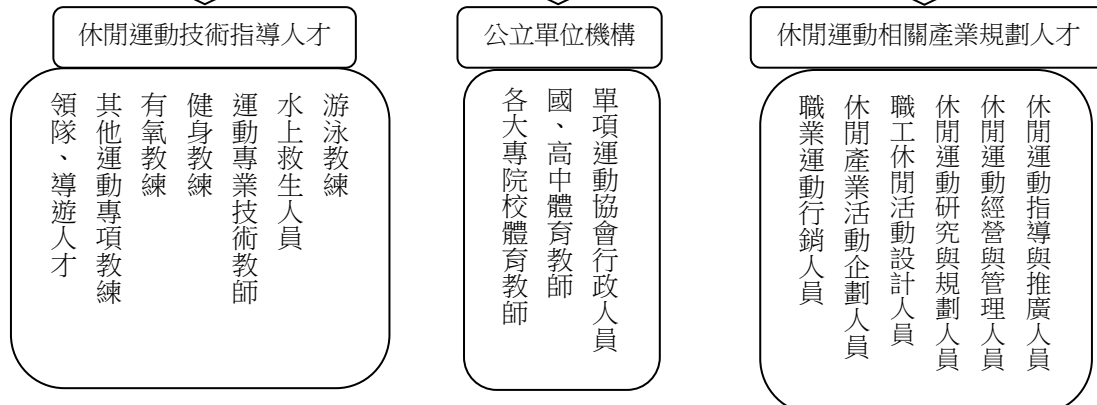 休閒運動技術指導人才
游泳教練
水上救生人員
運動專業技術教師
健身教練
有氧教練
其他運動專項教練
領隊、導遊人才
公立單位機構
單項運動協會行政人員
國、高中體育教師
各大專院校體育教師
休閒運動相關產業規劃人才
休閒運動指導與推廣人員
休閒運動經營與管理人員
休閒運動研究與規劃人員
職工休閒活動設計人員
休閒產業活動企劃人員
職業運動行銷人員